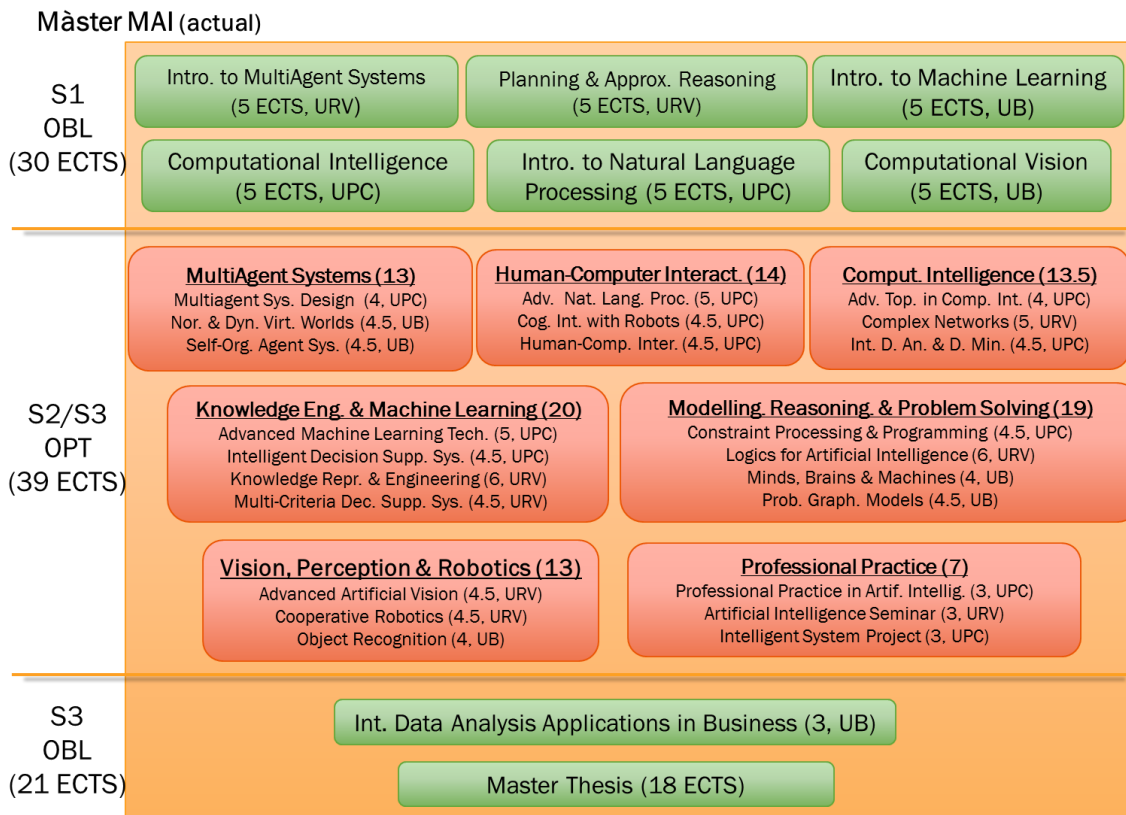 Màster MAI (actual)
S1
OBL
(30 ECTS)
Intro. to MultiAgent Systems
(5 ECTS, URV)
Planning & Approx. Reasoning
(5 ECTS, URV)
Intro. to Machine Learning
(5 ECTS, UB)
Computational Intelligence
(5 ECTS, UPC)
Intro. to Natural Language
Processing (5 ECTS, UPC)
Computational Vision
(5 ECTS, UB)
S2/S3
OPT
(39 ECTS)
MultiAgent Systems (13)
Multiagent Sys. Design (4, UPC)
Nor. & Dyn. Virt. Worlds (4.5, UB)
Self-Org. Agent Sys. (4.5, UB)
Human-Computer Interact. (14)
Adv. Nat. Lang. Proc. (5, UPC)
Cog. Int. with Robots (4.5, UPC)
Human-Comp. Inter. (4.5, UPC)
Comput. Intelligence (13.5)
Adv. Top. in Comp. Int. (4, UPC)
Complex Networks (5, URV)
Int. D. An. & D. Min. (4.5, UPC)
Knowledge Eng. & Machine Learning (20)
Advanced Machine Learning Tech. (5, UPC)
Intelligent Decision Supp. Sys. (4.5, UPC)
Knowledge Repr. & Engineering (6, URV)
Multi-Criteria Dec. Supp. Sys. (4.5, URV)
Modelling. Reasoning. & Problem Solving (19)
Constraint Processing & Programming (4.5, UPC)
Logics for Artificial Intelligence (6, URV)
Minds, Brains & Machines (4, UB)
Prob. Graph. Models (4.5, UB)
Vision, Perception & Robotics (13)
Advanced Artificial Vision (4.5, URV)
Cooperative Robotics (4.5, URV)
Object Recognition (4, UB)
Professional Practice (7)
Professional Practice in Artif. Intellig. (3, UPC)
Artificial Intelligence Seminar (3, URV)
Intelligent System Project (3, UPC)
S3
OBL
(21 ECTS)
Int. Data Analysis Applications in Business (3, UB)
Master Thesis (18 ECTS)